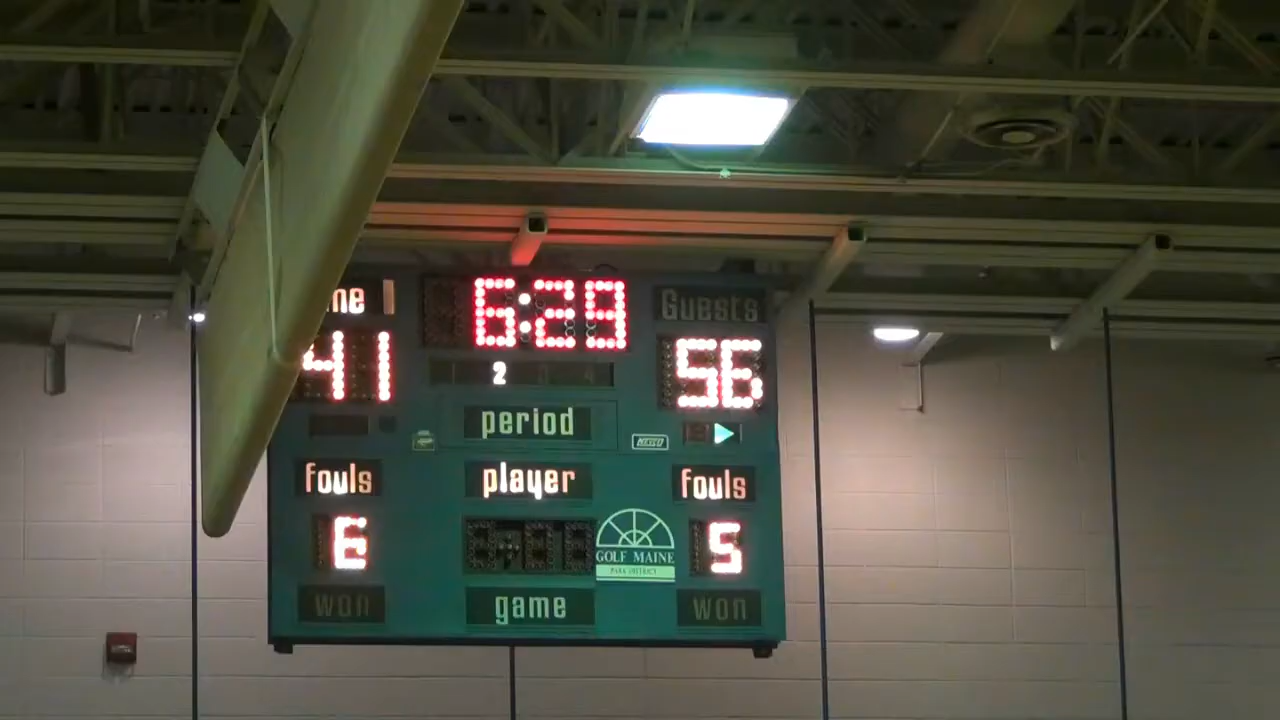 me
6:29
Guests
41
56
2
period
fouls
player
fouls
6
5
GOLF MAINE
PARK DISTRICT
won
game
won